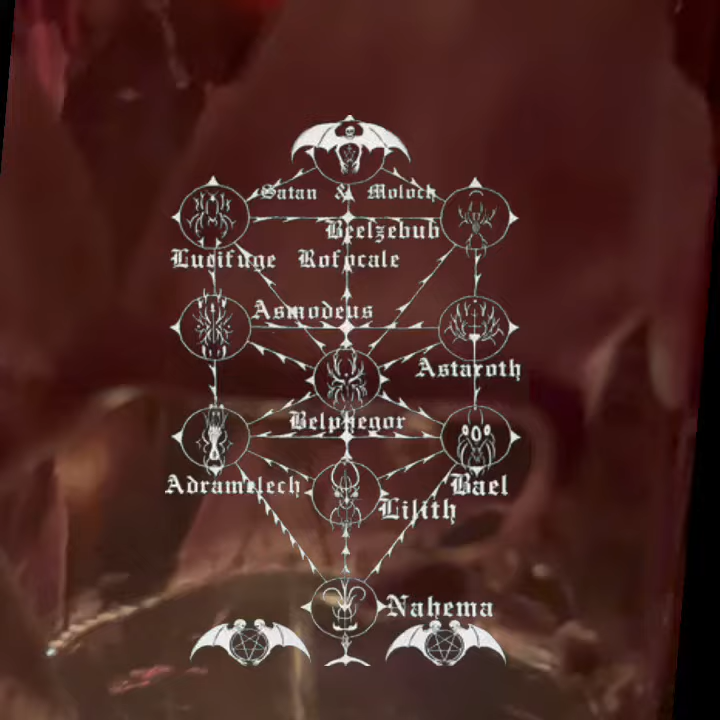 Satan & Moloch
Beelzebub
Lucifuge Rofocale
Asmodeus
Astaroth
Belphegor
Adramelech
Bael
Lilith
Nahema